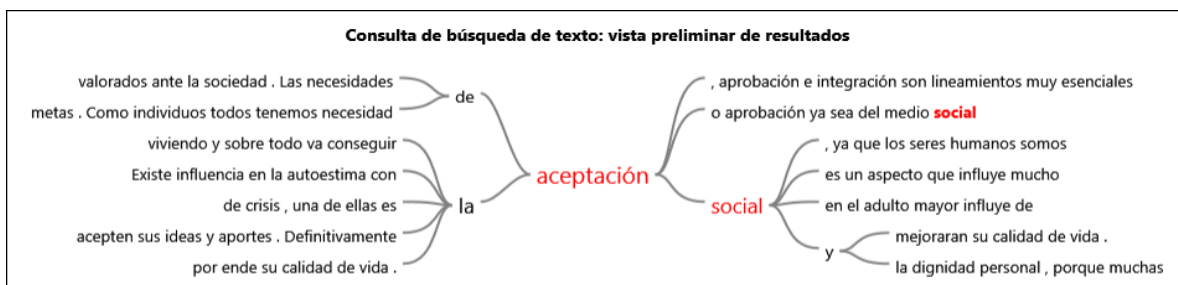 Consulta de búsqueda de texto: vista preliminar de resultados
valorados ante la sociedad . Las necesidades
metas . Como individuos todos tenemos necesidad
de
viviendo y sobre todo va conseguir
Existe influencia en la autoestima con
de crisis , una de ellas es
acepten sus ideas y aportes . Definitivamente
por ende su calidad de vida .
la
aceptación
, aprobación e integración son lineamientos muy esenciales
o aprobación ya sea del medio social
social
, ya que los seres humanos somos
es un aspecto que influye mucho
en el adulto mayor influye de
y
mejoraran su calidad de vida .
la dignidad personal , porque muchas